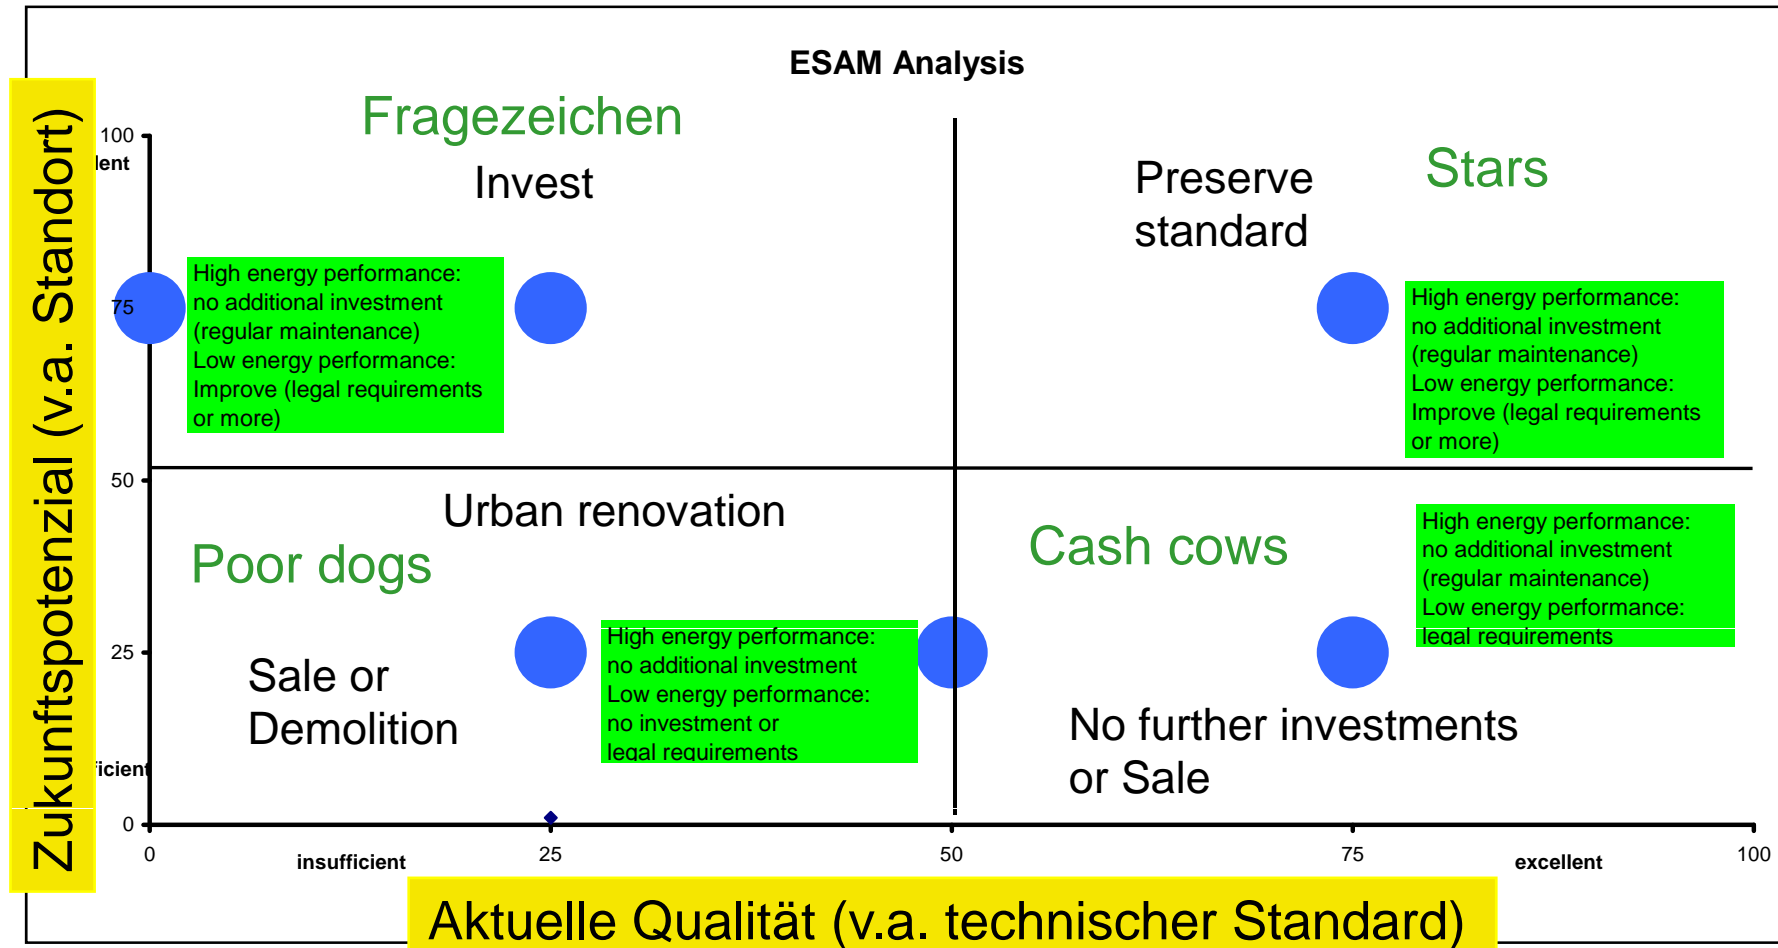 ESAM Analysis
Zukunftspotenzial (v.a. Standort)
Fragezeichen
Invest
Preserve
standard
Stars
100
75
50
25
0
High energy performance:
no additional investment
(regular maintenance)
Low energy performance:
Improve (legal requirements
or more)
High energy performance:
no additional investment
(regular maintenance)
Low energy performance:
Improve (legal requirements
or more)
Urban renovation
Poor dogs
Sale or
Demolition
High energy performance:
no additional investment
Low energy performance:
no investment or
legal requirements
Cash cows
High energy performance:
no additional investment
(regular maintenance)
Low energy performance:
legal requirements
No further investments
or Sale
0
insufficient
25
50
75
excellent
100
Aktuelle Qualität (v.a. technischer Standard)